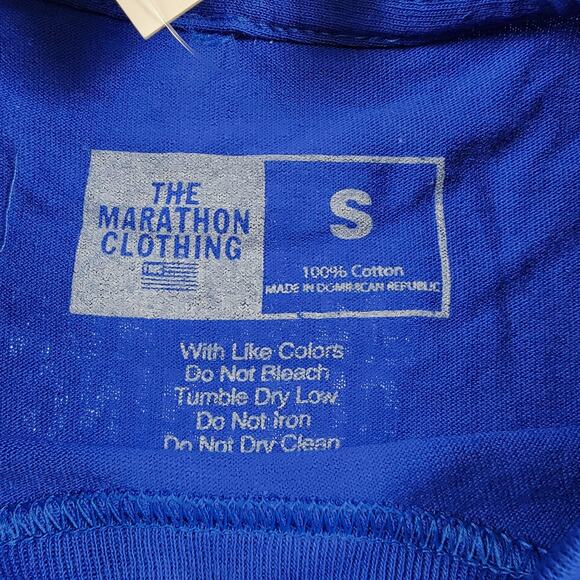 THE
MARATHON
CLOTHING
TMC
S
100% Cotton
MADE IN DOMINICAN REPUBLIC
With Like Colors
Do Not Bleach
Tumble Dry Low
Do Not Iron
Do Not Dry Clean